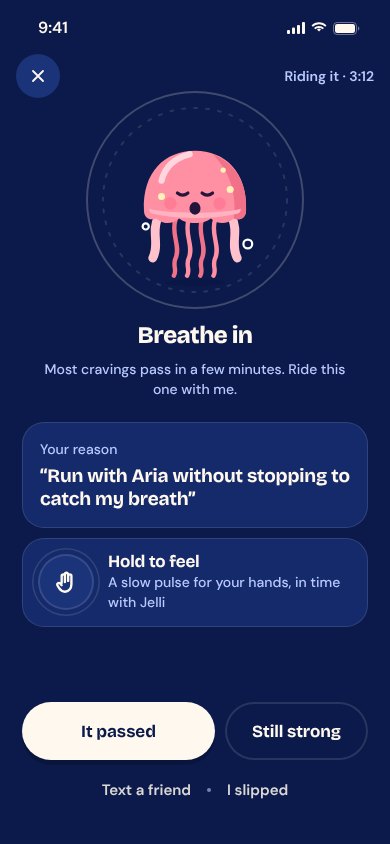 9:41
Riding it · 3:12
Breathe in
Most cravings pass in a few minutes. Ride this
one with me.
Your reason
“Run with Aria without stopping to
catch my breath”
Hold to feel
A slow pulse for your hands, in time
with Jelli
It passed
Still strong
Text a friend • I slipped